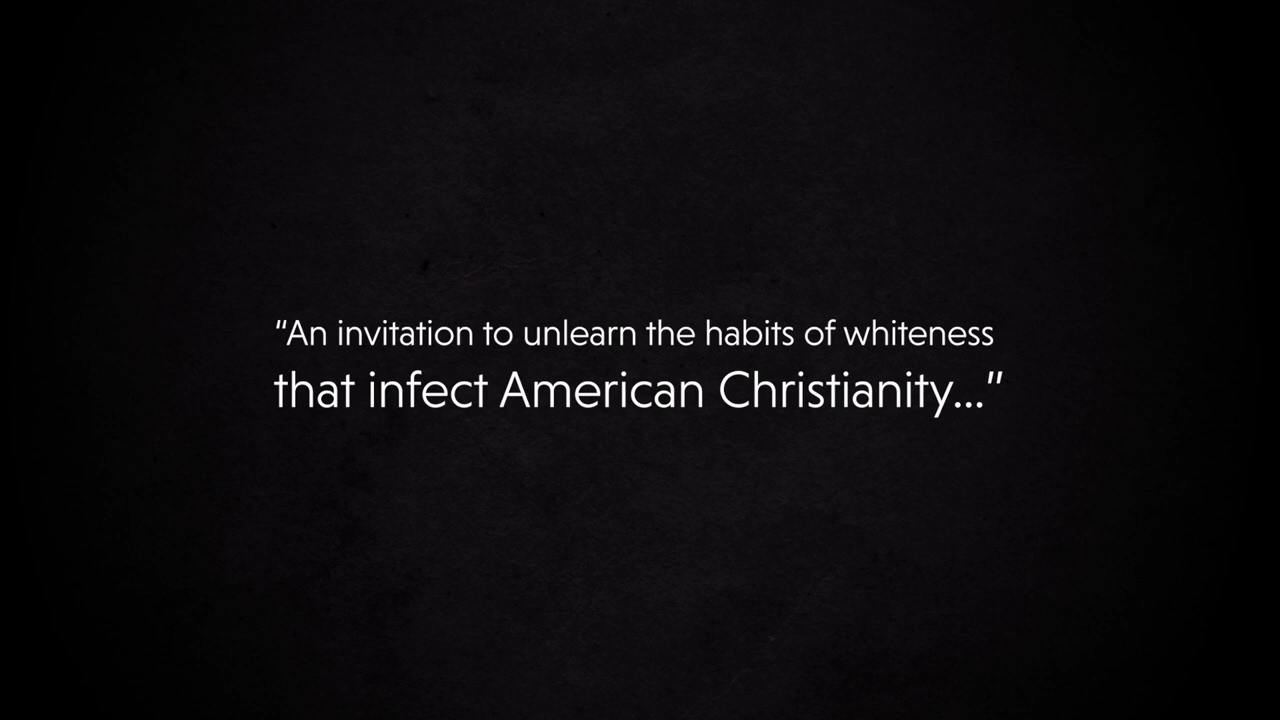 “An invitation to unlearn the habits of whiteness
that infect American Christianity...”